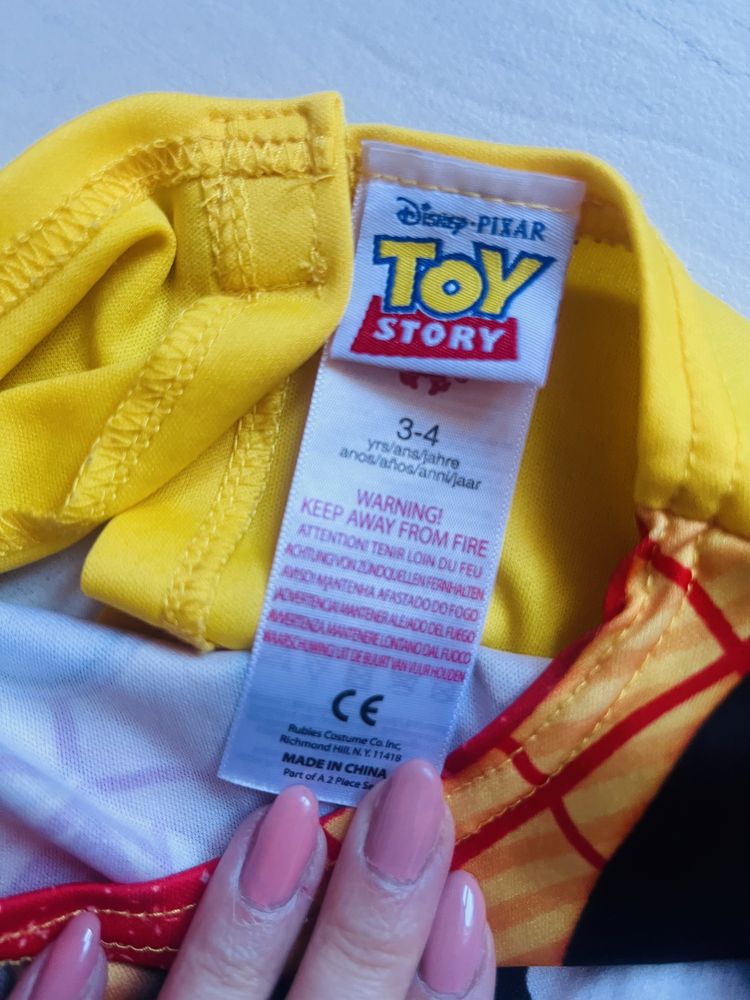 Disney·PIXAR
TOY
STORY
3-4
yrs/ans/jahre
anos/años/anni/jaar
WARNING!
KEEP AWAY FROM FIRE
ATTENTION! TENIR LOIN DU FEU
ACHTUNG! VON ZÜNDQUELLEN FERNHALTEN
AVISO! MANTENHA AFASTADO DO FOGO
¡ADVERTENCIA! MANTENER ALEJADO DEL FUEGO
AVVERTENZA. MANTENERE LONTANO DAL FUOCO
WAARSCHUWING! UIT DE BUURT VAN VUUR HOUDEN
CE
Rubies Costume Co. Inc,
Richmond Hill, N.Y. 11418
MADE IN CHINA
Part of A 2 Piece